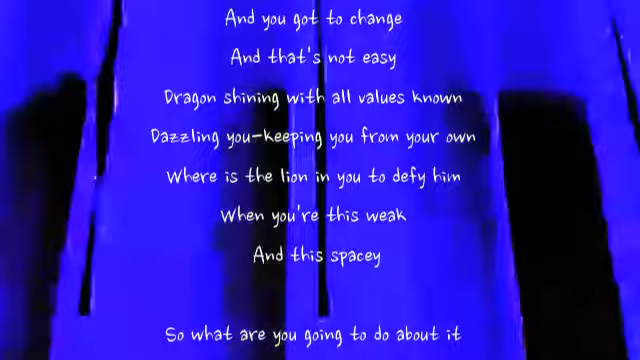 And you got to change
And that's not easy
Dragon shining with all values known
Dazzling you-keeping you from your own
Where is the lion in you to defy him
When you're this weak
And this spacey
So what are you going to do about it